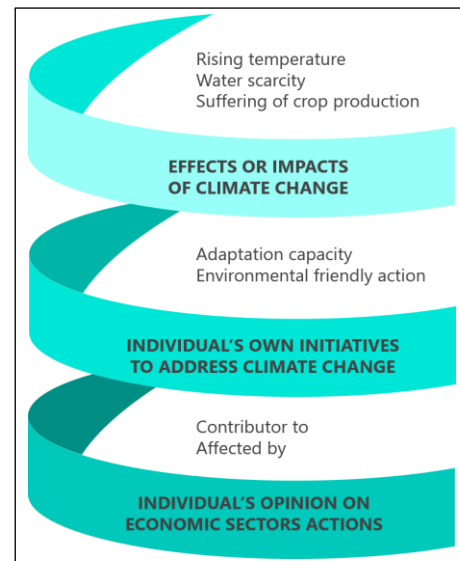 Rising temperature
Water scarcity
Suffering of crop production
EFFECTS OR IMPACTS
OF CLIMATE CHANGE
Adaptation capacity
Environmental friendly action
INDIVIDUAL'S OWN INITIATIVES
TO ADDRESS CLIMATE CHANGE
Contributor to
Affected by
INDIVIDUAL'S OPINION ON
ECONOMIC SECTORS ACTIONS